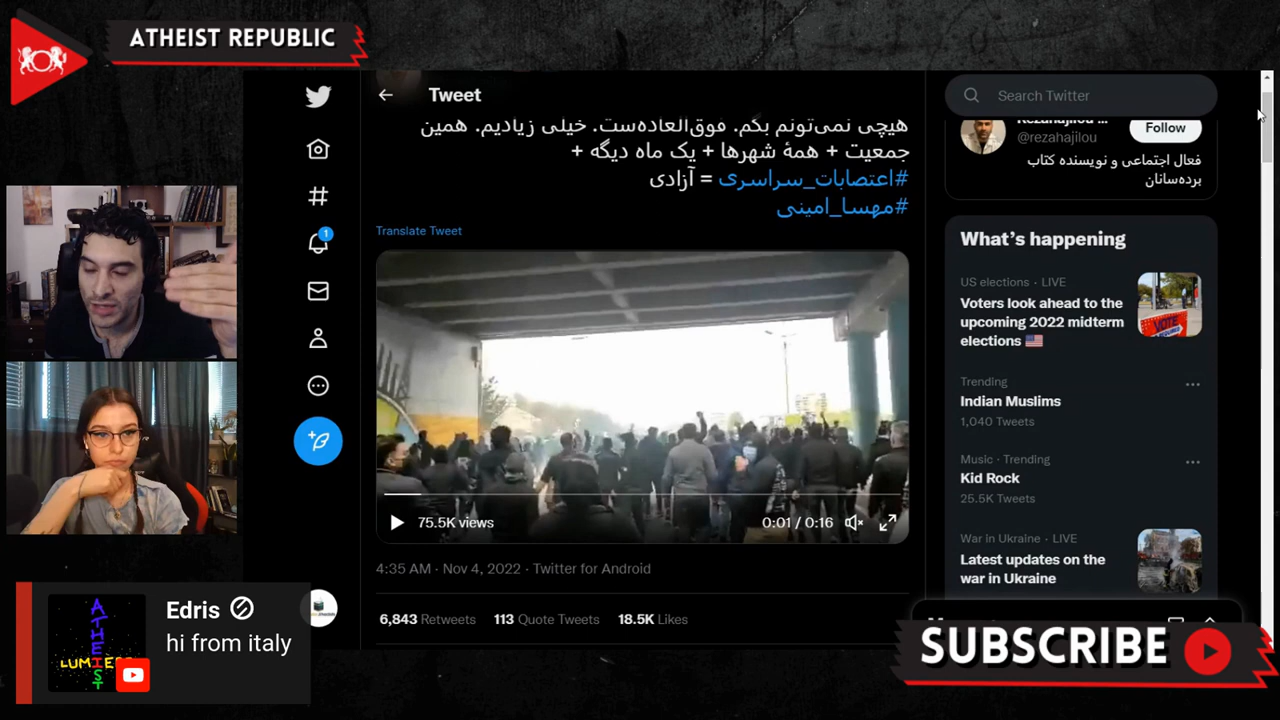 ATHEIST REPUBLIC
Tweet
هیچی نمی‌تونم بگم. فوق‌العاده‌ست. خیلی زیادیم. همین
جمعیت + همهٔ شهرها + یک ماه دیگه +
#اعتصابات_سراسری = آزادی
#مهسا_امینی
Translate Tweet
75.5K views
0:01 / 0:16
4:35 AM · Nov 4, 2022 · Twitter for Android
6,843 Retweets 113 Quote Tweets 18.5K Likes
1
Search Twitter
@rezahajilou
Follow
فعال اجتماعی و نویسنده کتاب
برده‌سانان
What's happening
US elections · LIVE
Voters look ahead to the
upcoming 2022 midterm
elections
VOTE
Trending
Indian Muslims
1,040 Tweets
Music · Trending
Kid Rock
25.5K Tweets
War in Ukraine · LIVE
Latest updates on the
war in Ukraine
ATHEIST
LUMIÈ
Edris
hi from italy
SUBSCRIBE